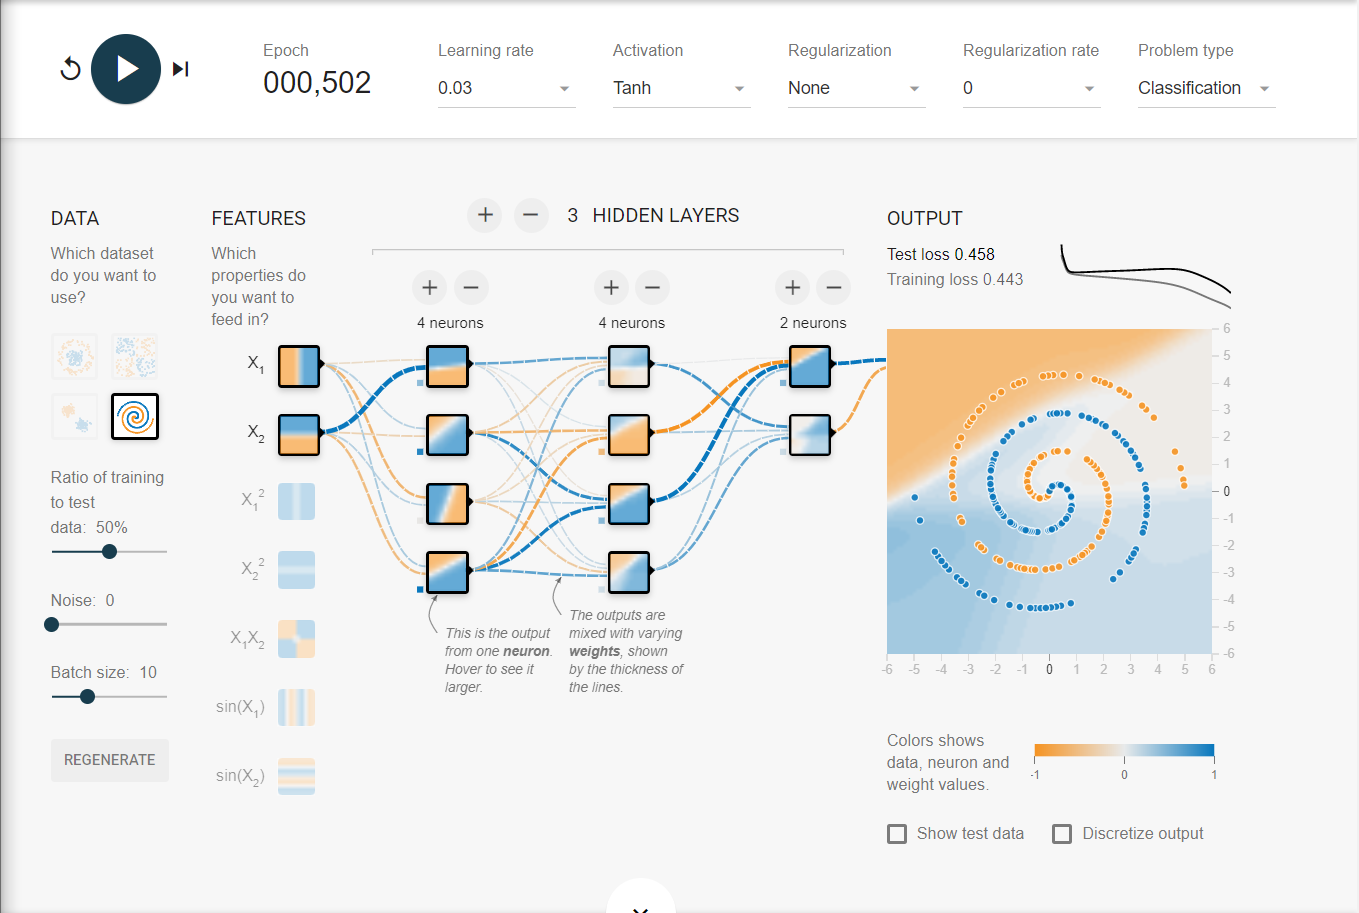 Epoch
000,502
Learning rate
0.03
Activation
Tanh
Regularization
None
Regularization rate
0
Problem type
Classification
DATA
Which dataset
do you want to
use?
Ratio of training
to test
data: 50%
Noise: 0
Batch size: 10
REGENERATE
FEATURES
Which
properties do
you want to
feed in?
X1
X2
X1^2
X2^2
X1X2
sin(X1)
sin(X2)
3 HIDDEN LAYERS
4 neurons
4 neurons
2 neurons
This is the output
from one neuron.
Hover to see it
larger.
The outputs are
mixed with varying
weights, shown
by the thickness of
the lines.
OUTPUT
Test loss 0.458
Training loss 0.443
6
5
4
3
2
1
0
-1
-2
-3
-4
-5
-6
-6 -5 -4 -3 -2 -1 0 1 2 3 4 5 6
Colors shows
data, neuron and
weight values.
-1 0 1
Show test data
Discretize output